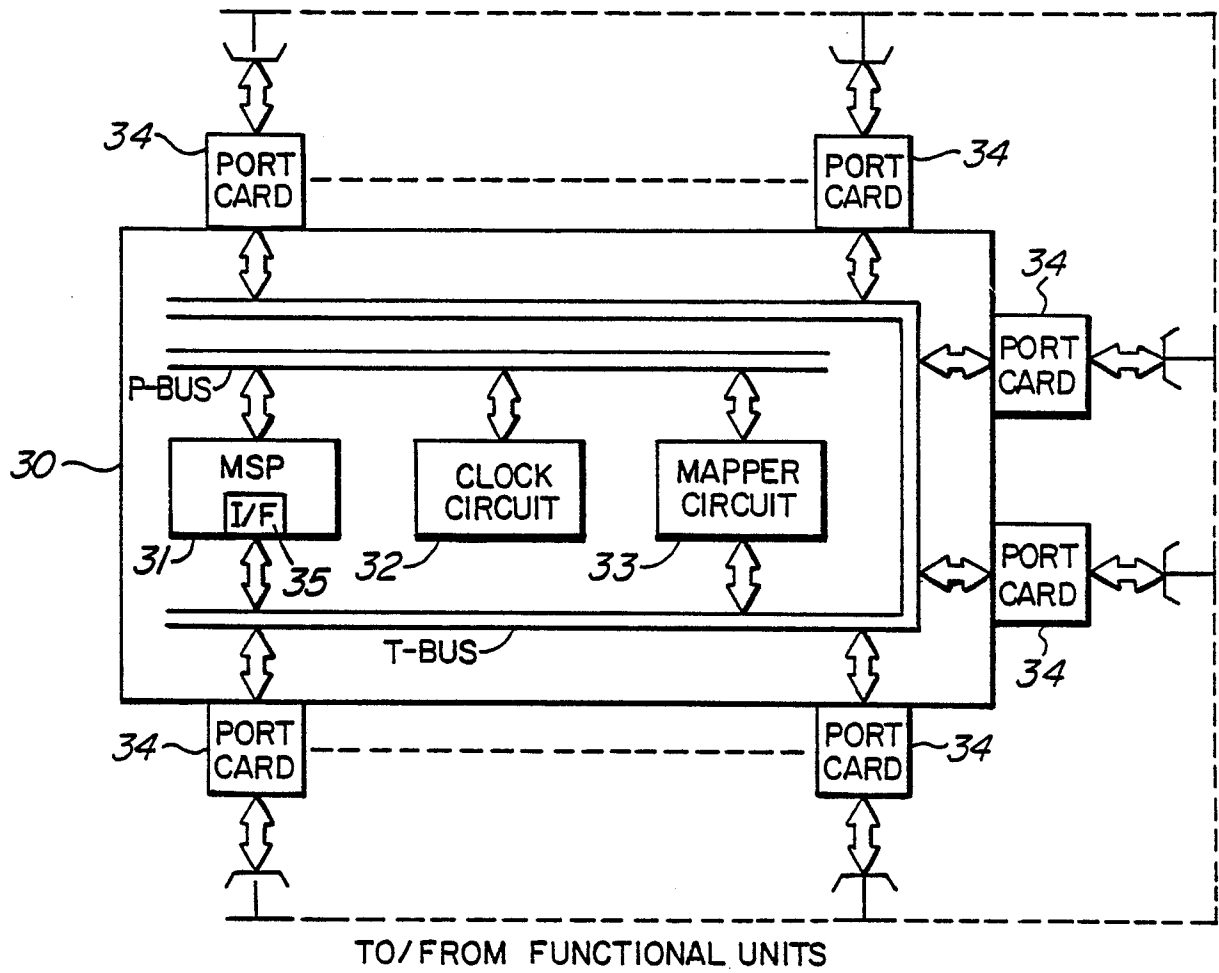 34
PORT
CARD
PORT
CARD
34
34
PORT
CARD
P-BUS
30
MSP
I/F
31
35
CLOCK
CIRCUIT
32
MAPPER
CIRCUIT
33
PORT
CARD
34
T-BUS
34
PORT
CARD
PORT
CARD
34
TO/FROM FUNCTIONAL UNITS